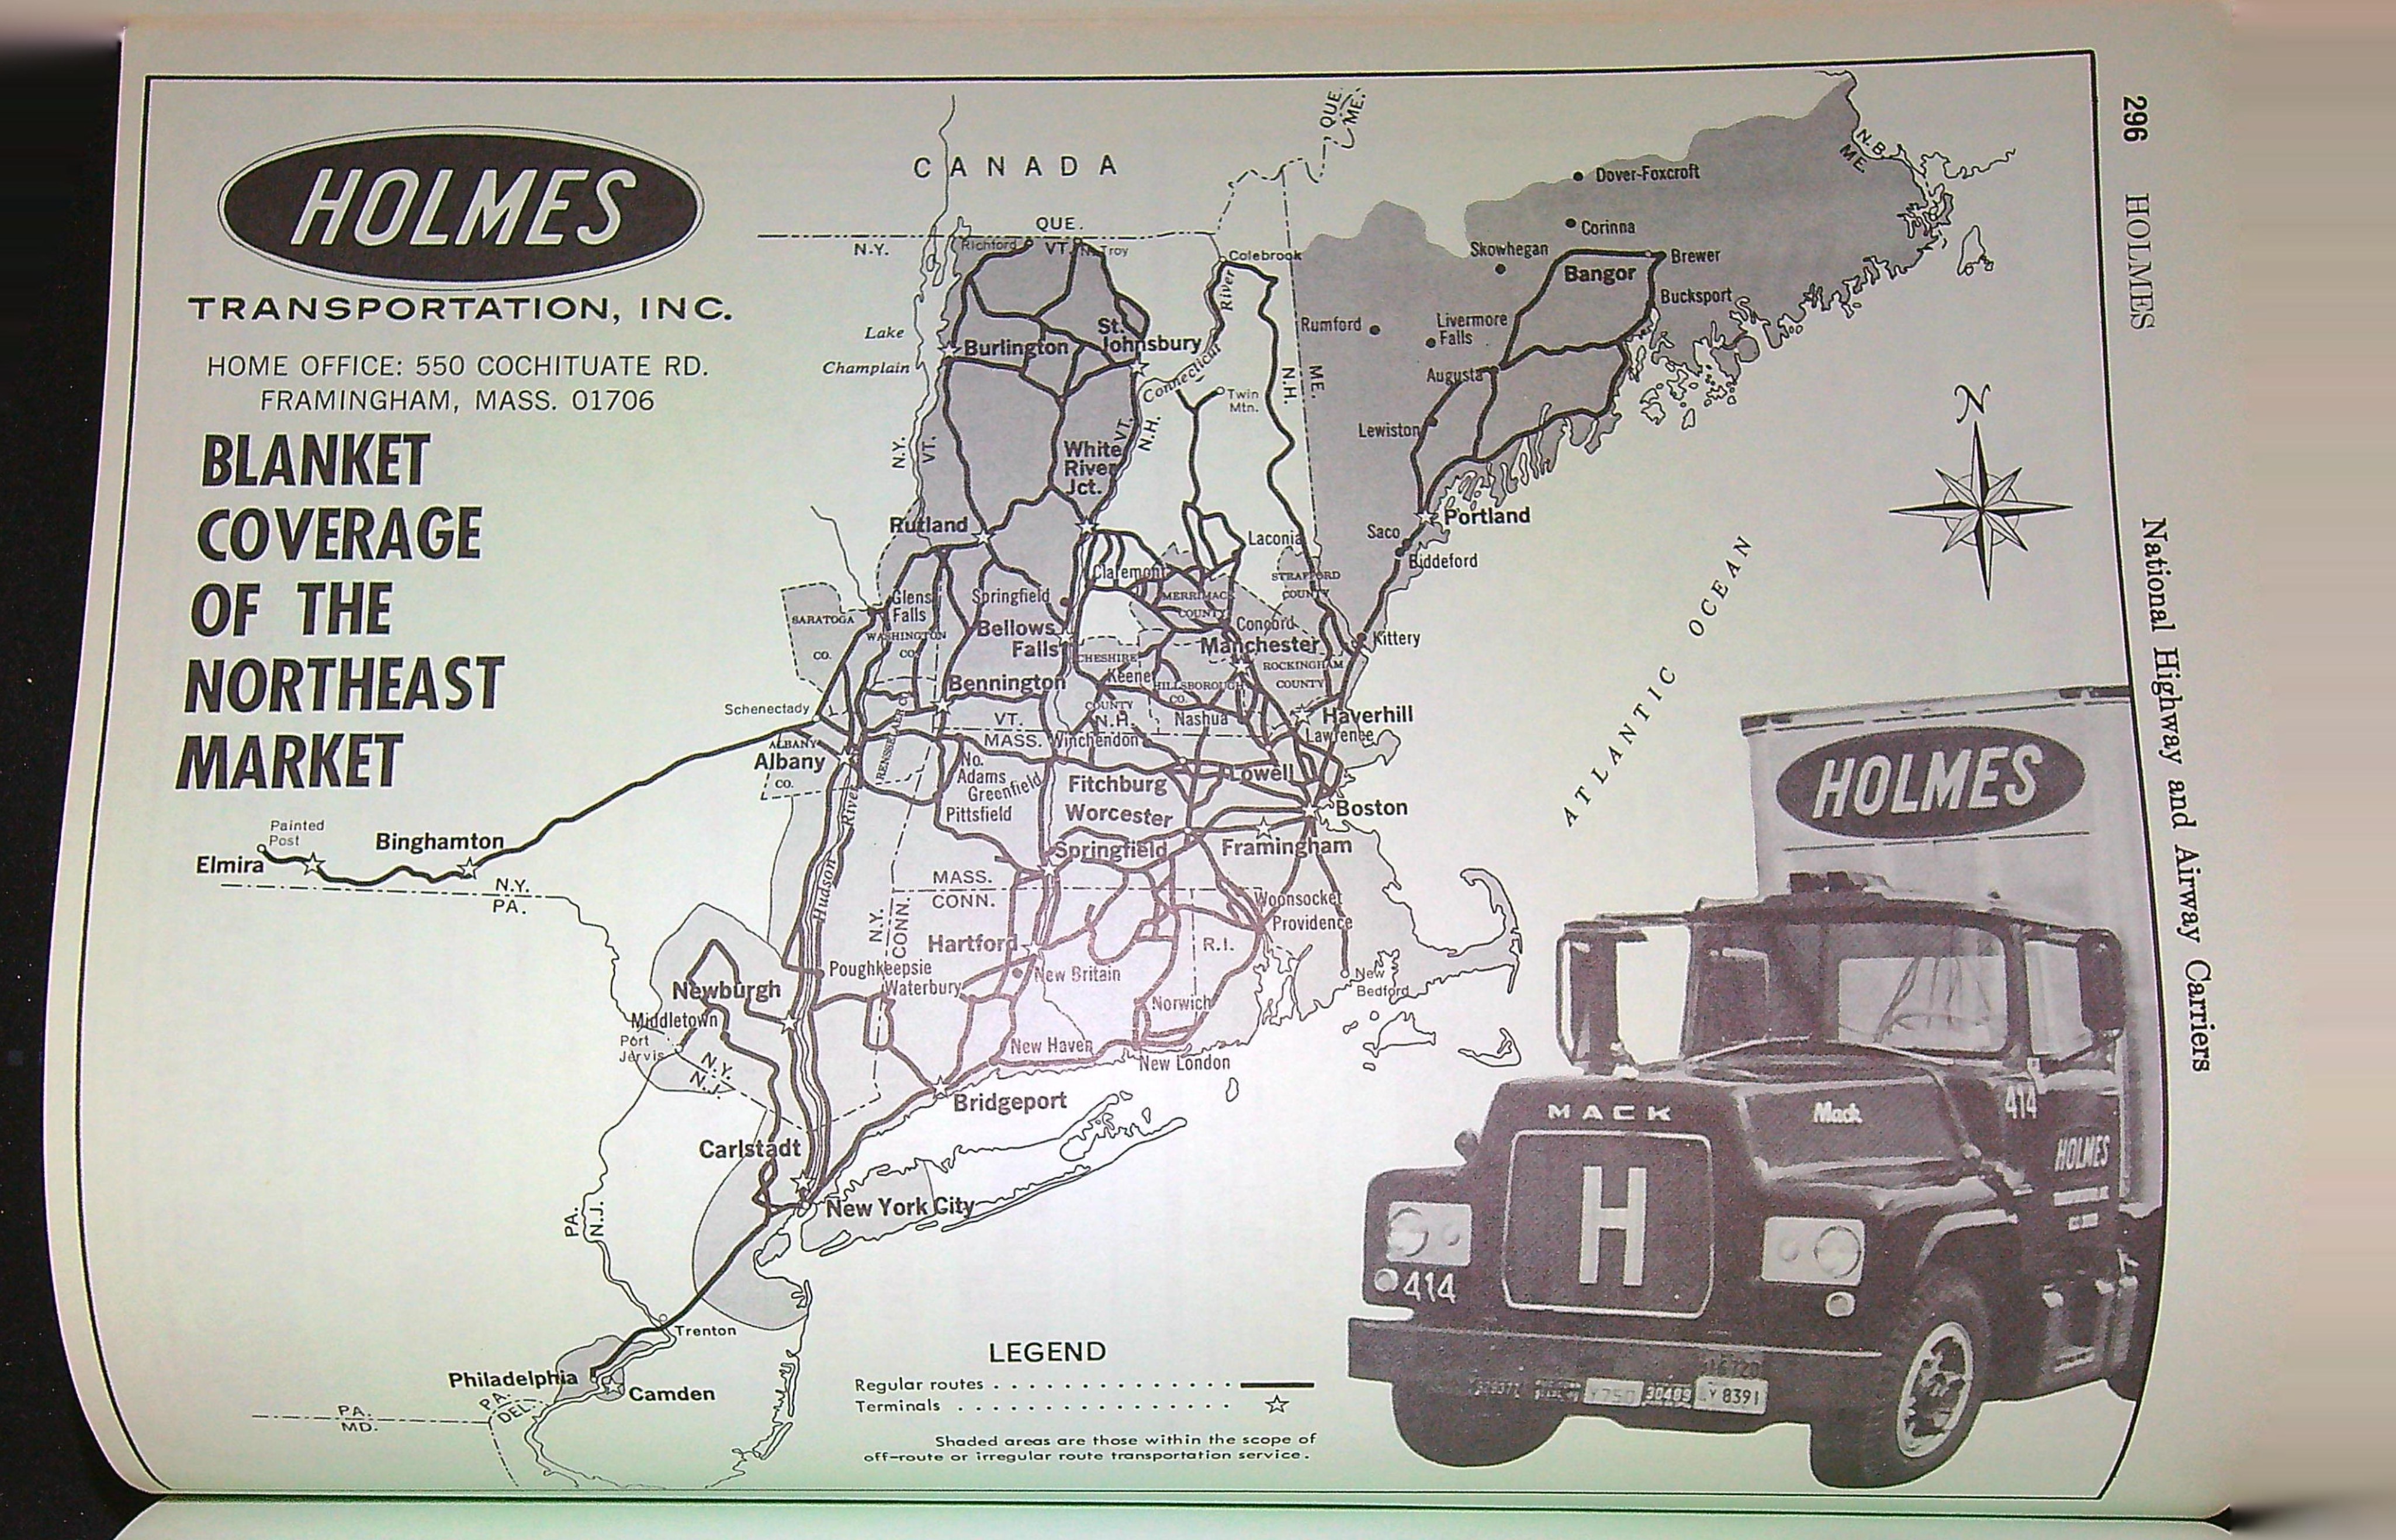 296 HOLMES National Highway and Airway Carriers
HOLMES
TRANSPORTATION, INC.
HOME OFFICE: 550 COCHITUATE RD.
FRAMINGHAM, MASS. 01706
BLANKET
COVERAGE
OF THE
NORTHEAST
MARKET
CANADA
QUE.
ME.
N.B.
ME
QUE.
N.Y.
VT.
Richford
N. Troy
Colebrook
Dover-Foxcroft
Corinna
Skowhegan
Brewer
Bangor
Bucksport
Livermore
Falls
Rumford
Augusta
Lewiston
Lake
Champlain
Burlington
St.
Johnsbury
Connecticut
River
Twin
Mtn.
N.H.
ME.
N.Y.
VT.
VT.
N.H.
White
River
Jct.
Rutland
Portland
Saco
Biddeford
Laconia
Claremont
STRAFFORD
COUNTY
MERRIMACK
COUNTY
Glens
Falls
Springfield
SARATOGA
CO.
WASHINGTON
CO.
Bellows
Falls
Concord
Manchester
Kittery
CHESHIRE
COUNTY
Keene
HILLSBOROUGH
CO.
ROCKINGHAM
COUNTY
Bennington
Schenectady
VT.
N.H.
Nashua
Haverhill
Lawrence
MASS.
Winchendon
ALBANY
CO.
Albany
RENSSELAER CO.
No.
Adams
Greenfield
Pittsfield
Fitchburg
Lowell
Worcester
Boston
Springfield
Framingham
ATLANTIC OCEAN
N
Painted
Post
Elmira
Binghamton
N.Y.
PA.
Hudson
River
MASS.
CONN.
N.Y.
CONN.
Woonsocket
Providence
Hartford
R.I.
Poughkeepsie
Waterbury
New Britain
New
Bedford
Newburgh
Middletown
Port
Jervis
N.Y.
N.J.
Norwich
New Haven
New London
Bridgeport
Carlstadt
New York City
PA.
N.J.
Trenton
Philadelphia
Camden
PA.
DEL.
PA.
MD.
LEGEND
Regular routes . . . . . . . . . . . . . .
Terminals . . . . . . . . . . . . . . . .
Shaded areas are those within the scope of
off-route or irregular route transportation service.
HOLMES
MACK
Mack
414
HOLMES
H
414
30489
Y 8391